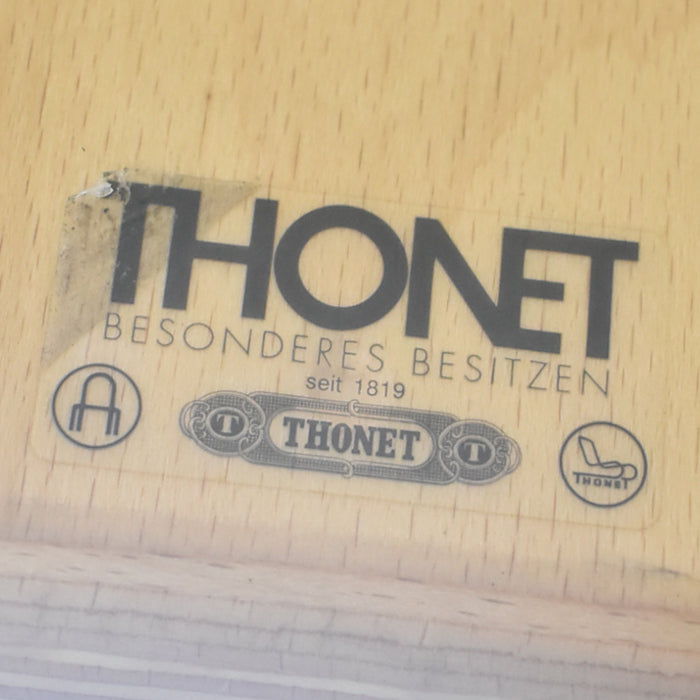 THONET
BESONDERES BESITZEN
seit 1819
T THONET T
THONET